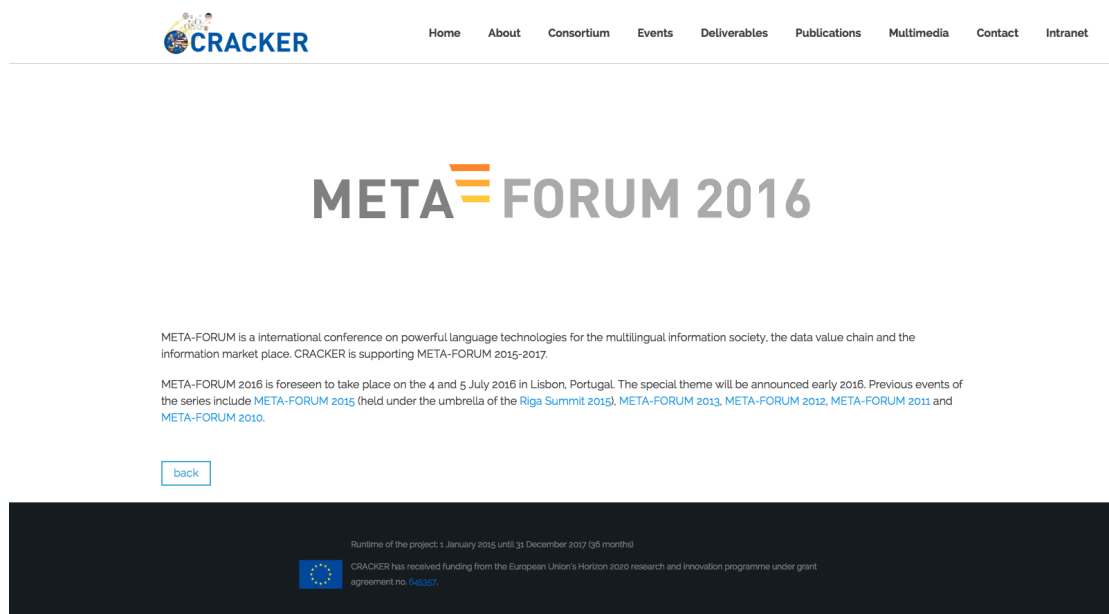 CRACKER
Home About Consortium Events Deliverables Publications Multimedia Contact Intranet
META FORUM 2016
META-FORUM is a international conference on powerful language technologies for the multilingual information society, the data value chain and the
information market place. CRACKER is supporting META-FORUM 2015-2017.
META-FORUM 2016 is foreseen to take place on the 4 and 5 July 2016 in Lisbon, Portugal. The special theme will be announced early 2016. Previous events of
the series include META-FORUM 2015 (held under the umbrella of the Riga Summit 2015), META-FORUM 2013, META-FORUM 2012, META-FORUM 2011 and
META-FORUM 2010.
back
Runtime of the project: 1 January 2015 until 31 December 2017 (36 months)
CRACKER has received funding from the European Union's Horizon 2020 research and innovation programme under grant
agreement no. 645357.